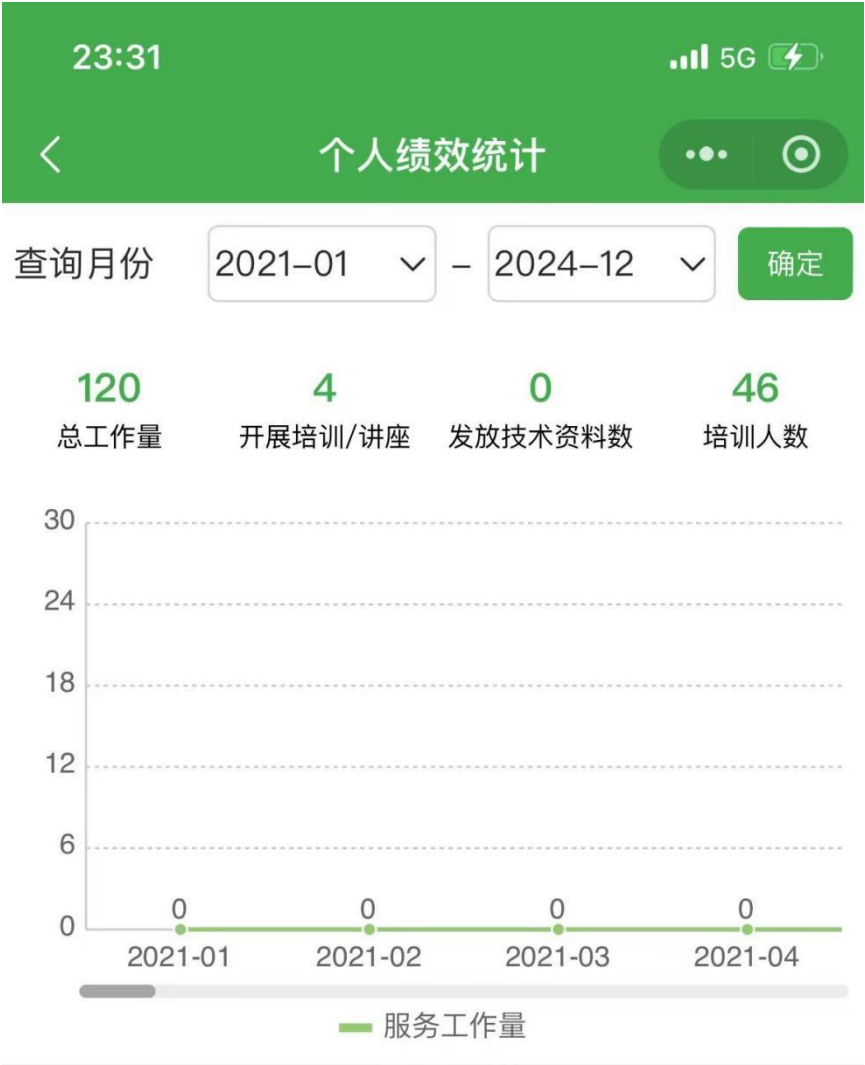 23:31 5G
个人绩效统计
查询月份 2021-01 - 2024-12 确定
120 4 0 46
总工作量 开展培训/讲座 发放技术资料数 培训人数
30
24
18
12
6
0 0 0 0
0
2021-01 2021-02 2021-03 2021-04
服务工作量